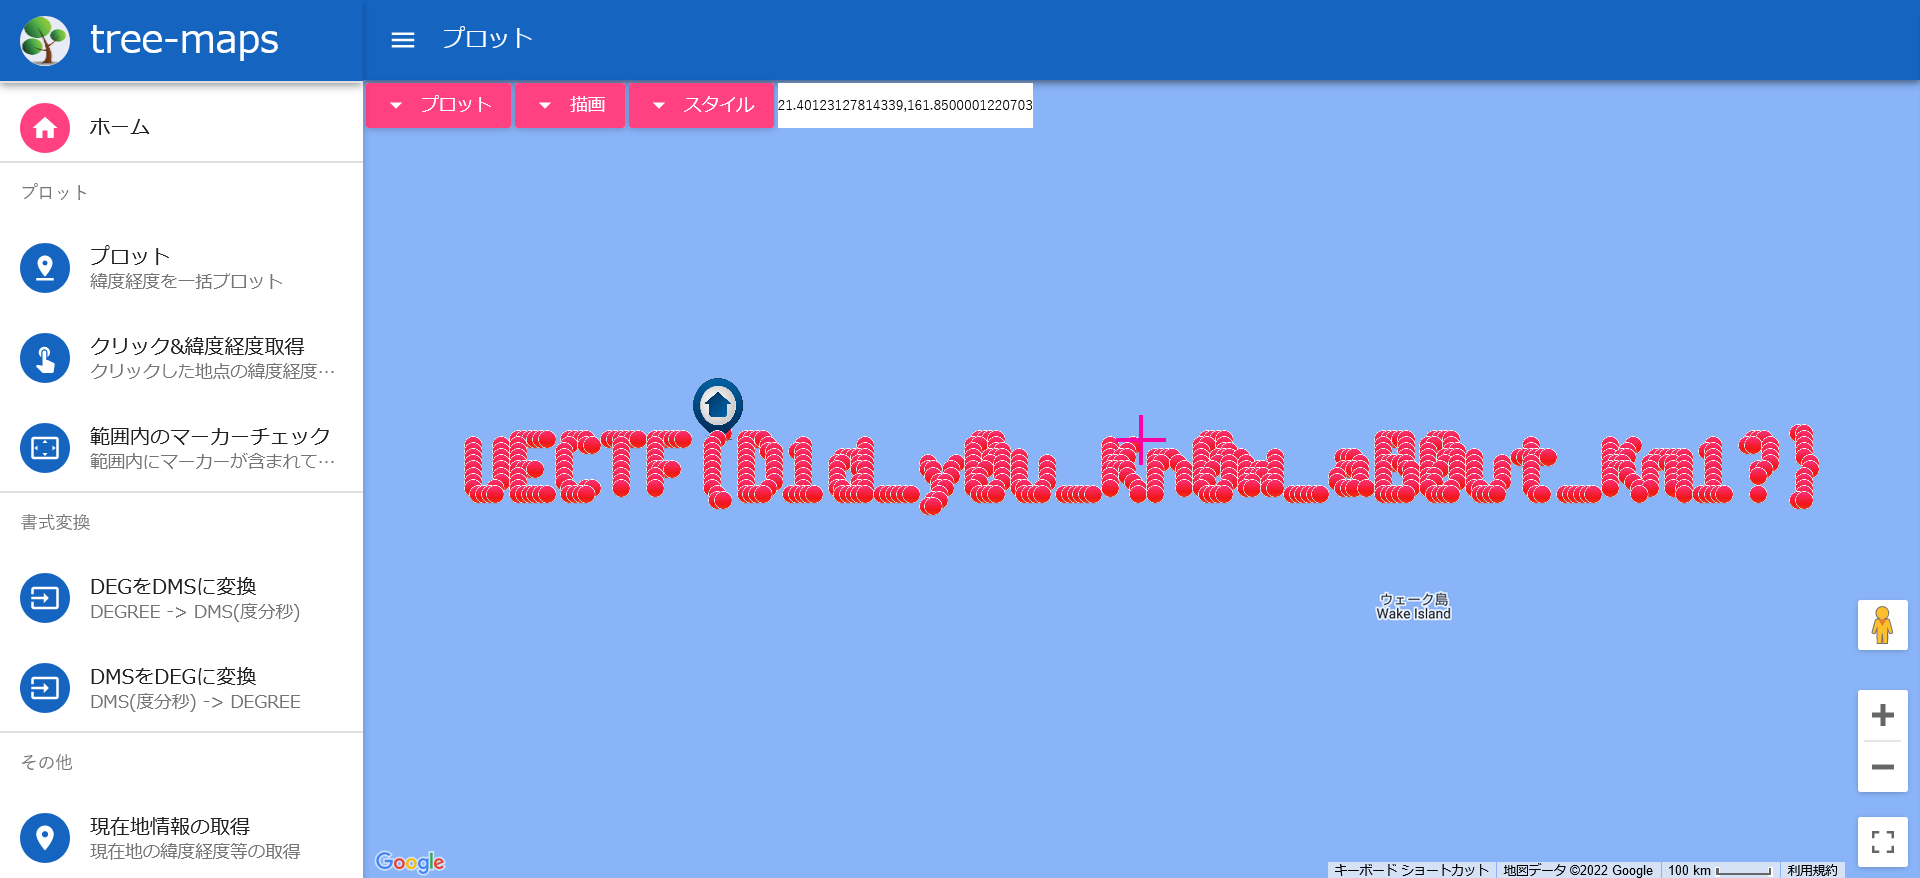 tree-maps
プロット
ホーム
プロット
プロット
緯度経度を一括プロット
クリック&緯度経度取得
クリックした地点の緯度経度…
範囲内のマーカーチェック
範囲内にマーカーが含まれて…
書式変換
DEGをDMSに変換
DEGREE -> DMS(度分秒)
DMSをDEGに変換
DMS(度分秒) -> DEGREE
その他
現在地情報の取得
現在地の緯度経度等の取得
プロット 描画 スタイル 21.40123127814339,161.8500001220703
UECTF{D1d_y0u_Kn0w_aB0ut_Km1?}
ウェーク島
Wake Island
Google
キーボード ショートカット 地図データ ©2022 Google 100 km 利用規約